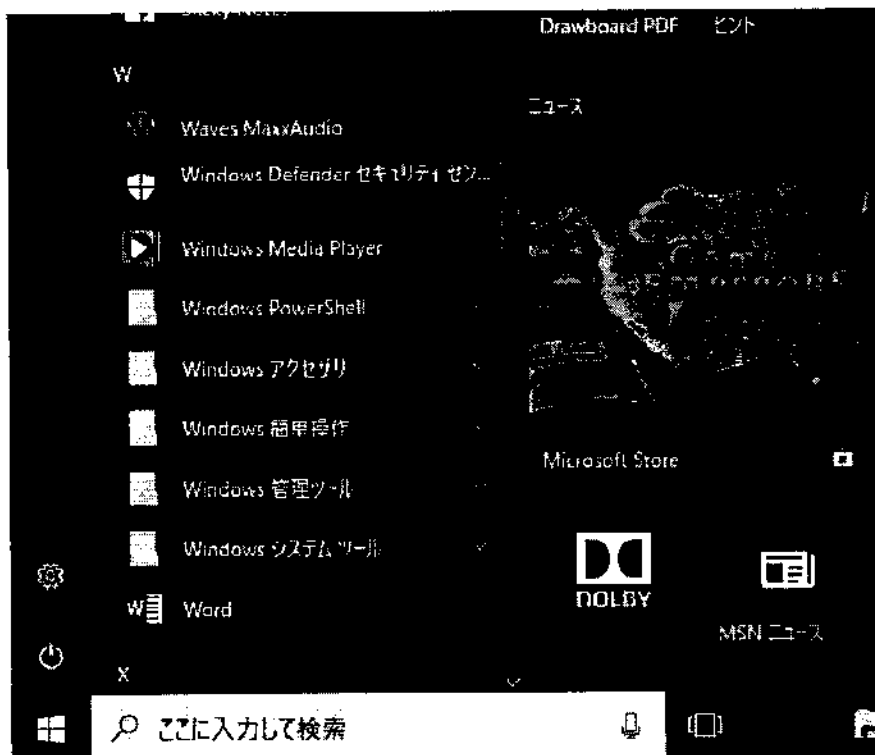 Sticky Notes
W
Waves MaxxAudio
Windows Defender セキュリティ セン...
Windows Media Player
Windows PowerShell
Windows アクセサリ
Windows 簡単操作
Windows 管理ツール
Windows システム ツール
Word
X
ここに入力して検索
Drawboard PDF
ヒント
ニュース
Microsoft Store
DOLBY
MSN ニュース